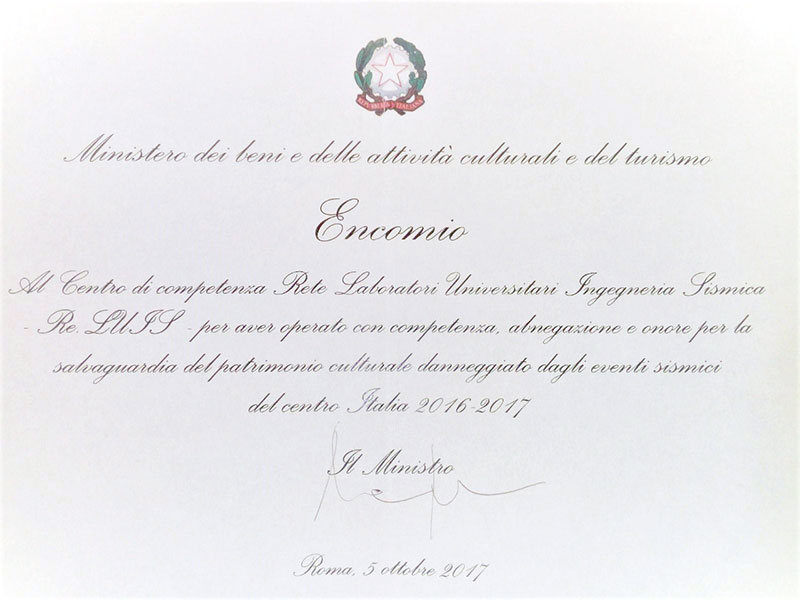 REPVBBLICA ITALIANA
Ministero dei beni e delle attività culturali e del turismo
Encomio
Al Centro di competenza Rete Laboratori Universitari Ingegneria Sismica
- Re.LUIS - per aver operato con competenza, abnegazione e onore per la
salvaguardia del patrimonio culturale danneggiato dagli eventi sismici
del centro Italia 2016-2017
Il Ministro
Roma, 5 ottobre 2017